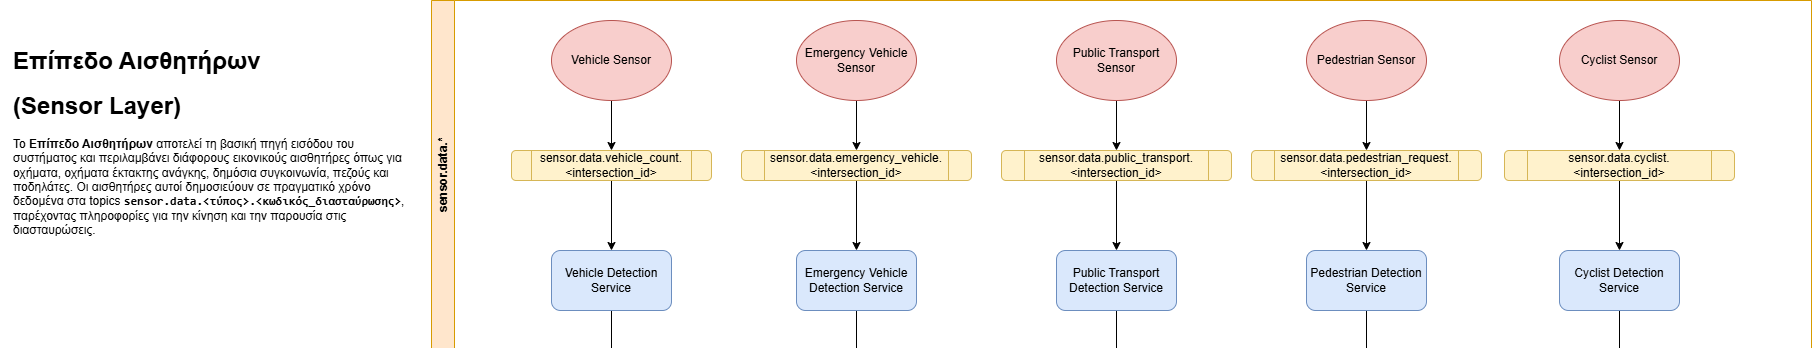 Επίπεδο Αισθητήρων
(Sensor Layer)
Το Επίπεδο Αισθητήρων αποτελεί τη βασική πηγή εισόδου του
συστήματος και περιλαμβάνει διάφορους εικονικούς αισθητήρες όπως για
οχήματα, οχήματα έκτακτης ανάγκης, δημόσια συγκοινωνία, πεζούς και
ποδηλάτες. Οι αισθητήρες αυτοί δημοσιεύουν σε πραγματικό χρόνο
δεδομένα στα topics sensor.data.<τύπος>.<κωδικός_διασταύρωσης>,
παρέχοντας πληροφορίες για την κίνηση και την παρουσία στις
διασταυρώσεις.
sensor.data.*
Vehicle Sensor
Emergency Vehicle
Sensor
Public Transport
Sensor
Pedestrian Sensor
Cyclist Sensor
sensor.data.vehicle_count.
<intersection_id>
sensor.data.emergency_vehicle.
<intersection_id>
sensor.data.public_transport.
<intersection_id>
sensor.data.pedestrian_request.
<intersection_id>
sensor.data.cyclist.
<intersection_id>
Vehicle Detection
Service
Emergency Vehicle
Detection Service
Public Transport
Detection Service
Pedestrian Detection
Service
Cyclist Detection
Service